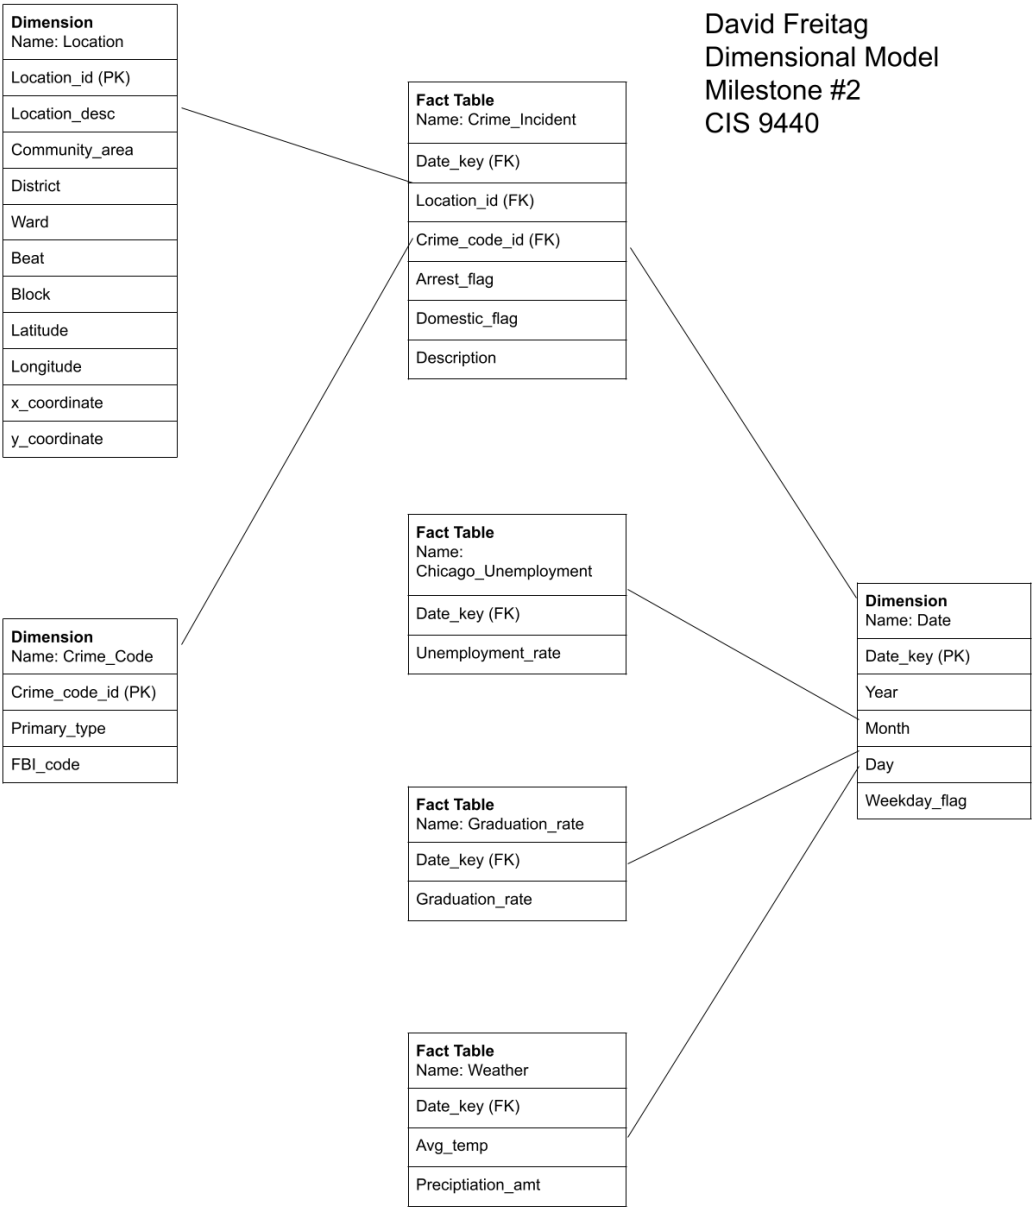 David Freitag
Dimensional Model
Milestone #2
CIS 9440
Dimension
Name: Location
Location_id (PK)
Location_desc
Community_area
District
Ward
Beat
Block
Latitude
Longitude
x_coordinate
y_coordinate
Fact Table
Name: Crime_Incident
Date_key (FK)
Location_id (FK)
Crime_code_id (FK)
Arrest_flag
Domestic_flag
Description
Dimension
Name: Crime_Code
Crime_code_id (PK)
Primary_type
FBI_code
Fact Table
Name:
Chicago_Unemployment
Date_key (FK)
Unemployment_rate
Dimension
Name: Date
Date_key (PK)
Year
Month
Day
Weekday_flag
Fact Table
Name: Graduation_rate
Date_key (FK)
Graduation_rate
Fact Table
Name: Weather
Date_key (FK)
Avg_temp
Preciptiation_amt